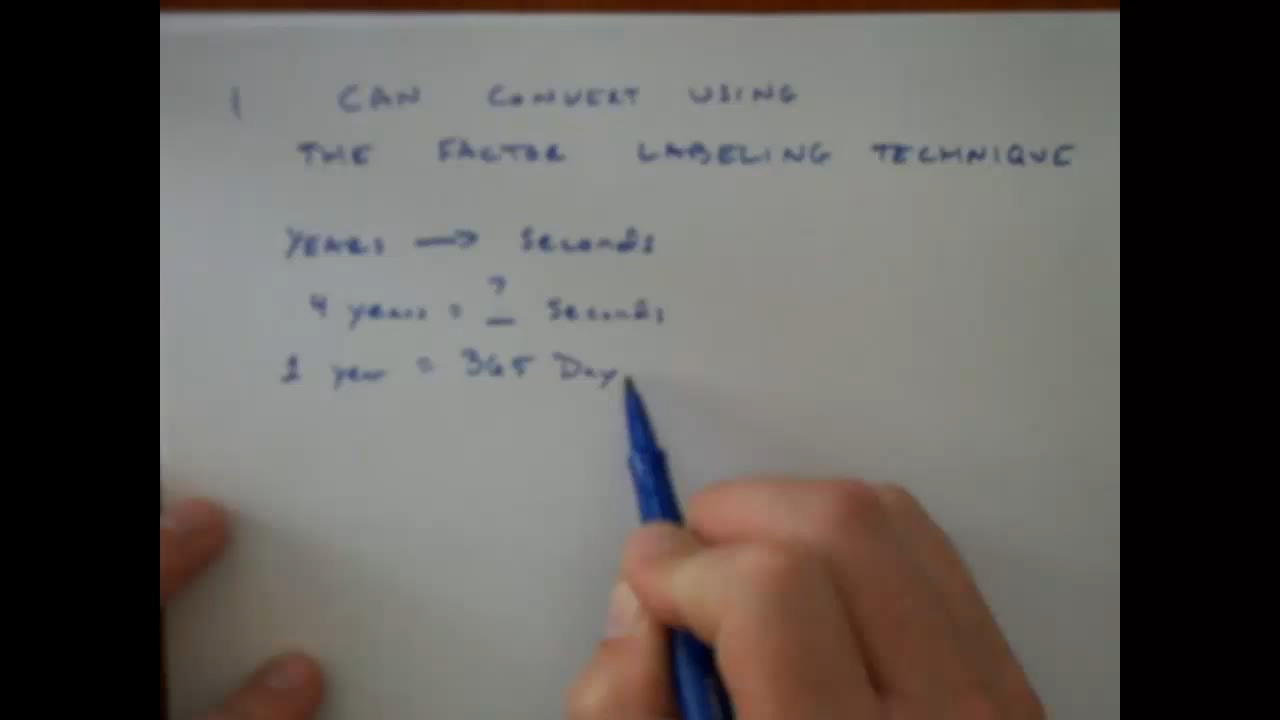 I CAN CONVERT USING
THE FACTOR LABELING TECHNIQUE
YEARS → Seconds
?
4 years = _ Seconds
1 year = 365 Day